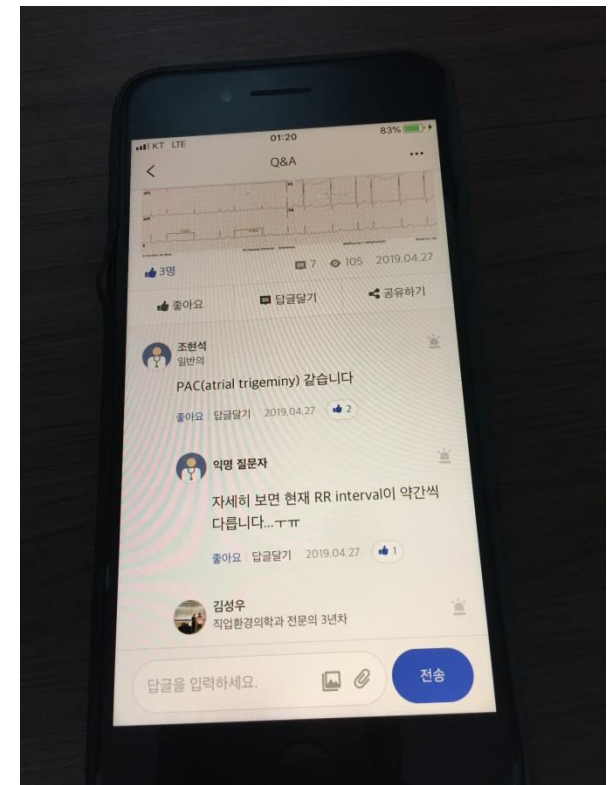 KT LTE
01:20
83%
Q&A
3명
7
105
2019.04.27
좋아요
답글달기
공유하기
조현석
일반의
PAC(atrial trigeminy) 같습니다
좋아요 답글달기 2019.04.27 2
익명 질문자
자세히 보면 현재 RR interval이 약간씩
다릅니다...ㅜㅠ
좋아요 답글달기 2019.04.27 1
김성우
직업환경의학과 전문의 3년차
답글을 입력하세요.
전송